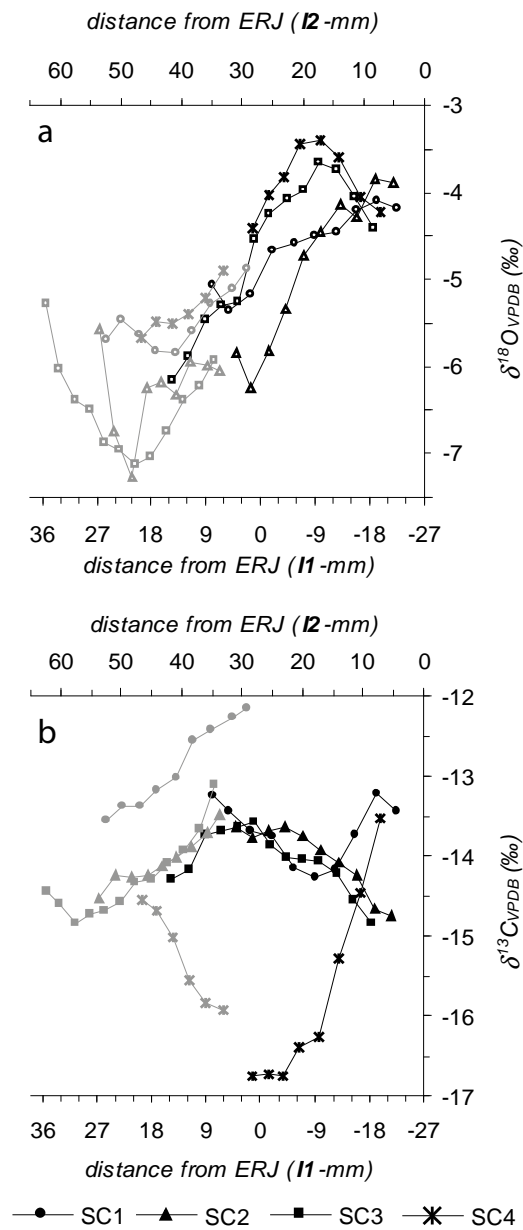 distance from ERJ (I2-mm)
60 50 40 30 20 10 0
a
-3
-4
-5
-6
-7
δ18OVPDB (‰)
36 27 18 9 0 -9 -18 -27
distance from ERJ (I1-mm)
distance from ERJ (I2-mm)
60 50 40 30 20 10 0
b
-12
-13
-14
-15
-16
-17
δ13CVPDB (‰)
36 27 18 9 0 -9 -18 -27
distance from ERJ (I1-mm)
SC1 SC2 SC3 SC4